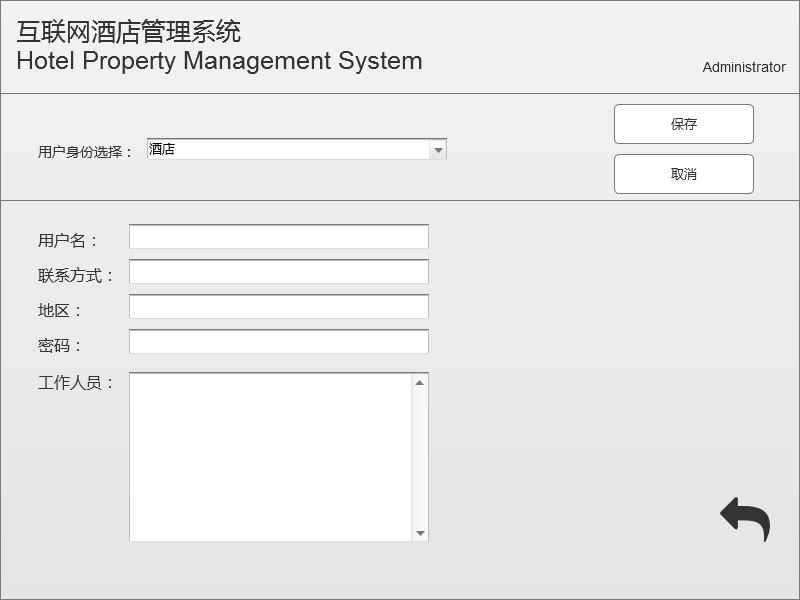 互联网酒店管理系统
Hotel Property Management System
Administrator
保存
用户身份选择：
酒店
取消
用户名：
联系方式：
地区：
密码：
工作人员：